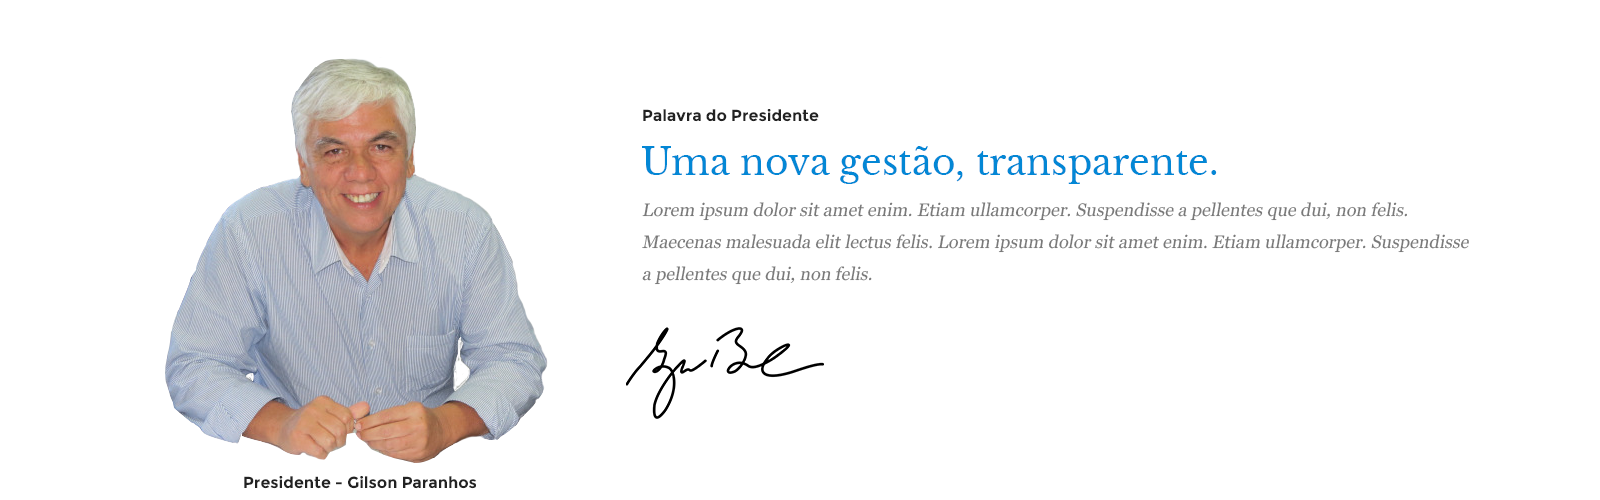 Palavra do Presidente
Uma nova gestão, transparente.
Lorem ipsum dolor sit amet enim. Etiam ullamcorper. Suspendisse a pellentes que dui, non felis.
Maecenas malesuada elit lectus felis. Lorem ipsum dolor sit amet enim. Etiam ullamcorper. Suspendisse
a pellentes que dui, non felis.
Presidente - Gilson Paranhos